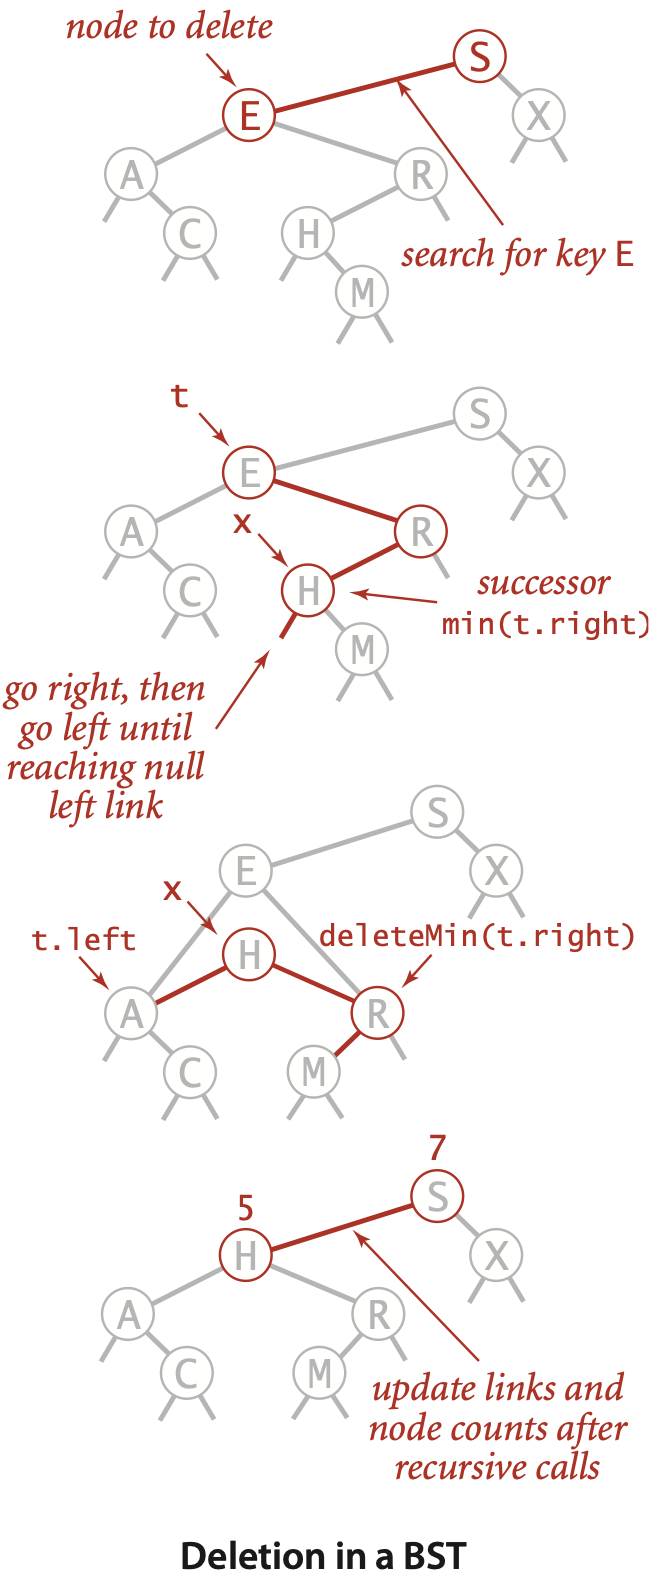 node to delete
S
E
X
A
R
C
H
search for key E
M
t
S
E
X
x
A
R
successor
C
H
min(t.right)
M
go right, then
go left until
reaching null
left link
S
E
X
x
t.left
H
deleteMin(t.right)
A
R
C
M
7
5
S
H
X
A
R
C
M
update links and
node counts after
recursive calls
Deletion in a BST